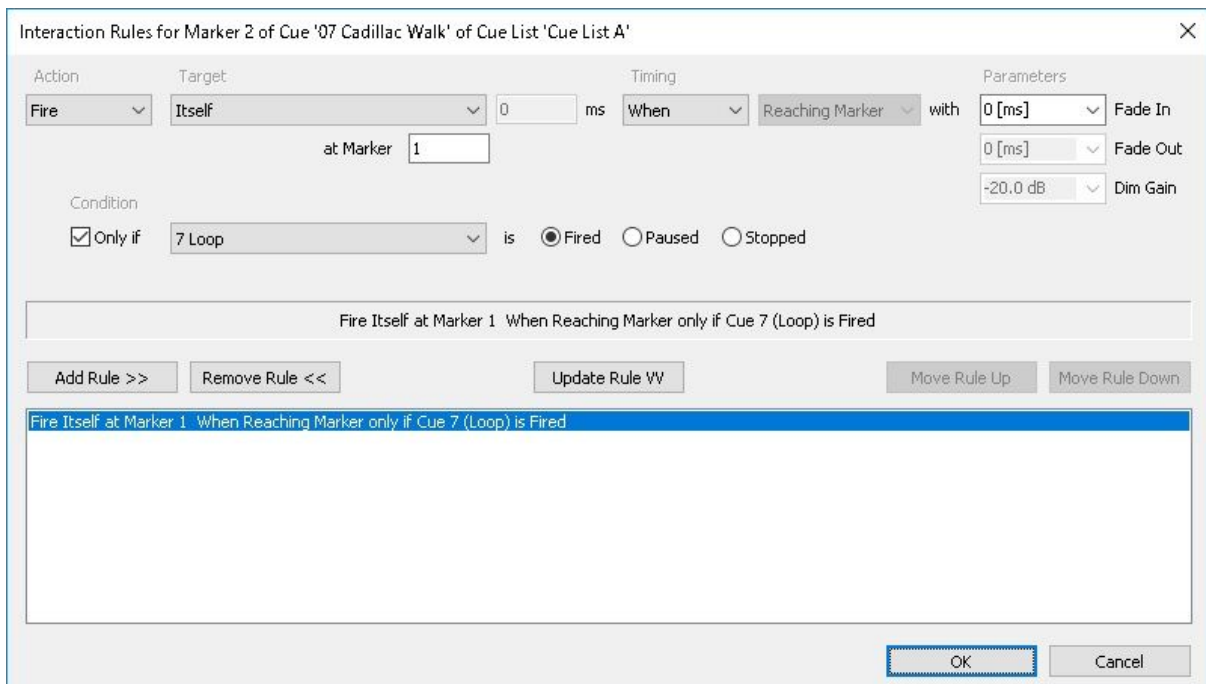 Interaction Rules for Marker 2 of Cue '07 Cadillac Walk' of Cue List 'Cue List A'
Action Target Timing Parameters
Fire Itself 0 ms When Reaching Marker with 0 [ms] Fade In
at Marker 1 0 [ms] Fade Out
-20.0 dB Dim Gain
Condition
Only if 7 Loop is Fired Paused Stopped
Fire Itself at Marker 1 When Reaching Marker only if Cue 7 (Loop) is Fired
Add Rule >> Remove Rule << Update Rule VV Move Rule Up Move Rule Down
Fire Itself at Marker 1 When Reaching Marker only if Cue 7 (Loop) is Fired
OK Cancel